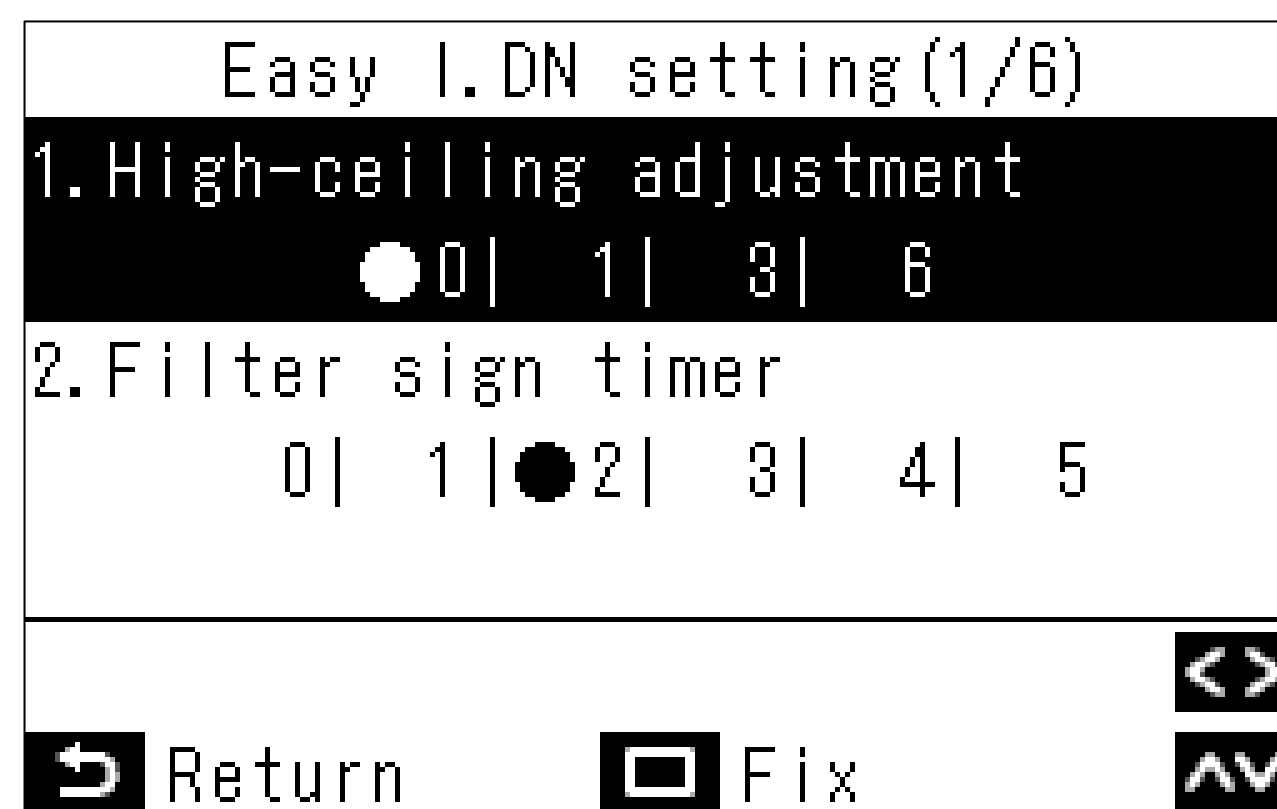 Easy I.DN setting(1/6)
1.High-ceiling adjustment
●0| 1| 3| 6
2.Filter sign timer
0| 1|●2| 3| 4| 5
< >
Return Fix